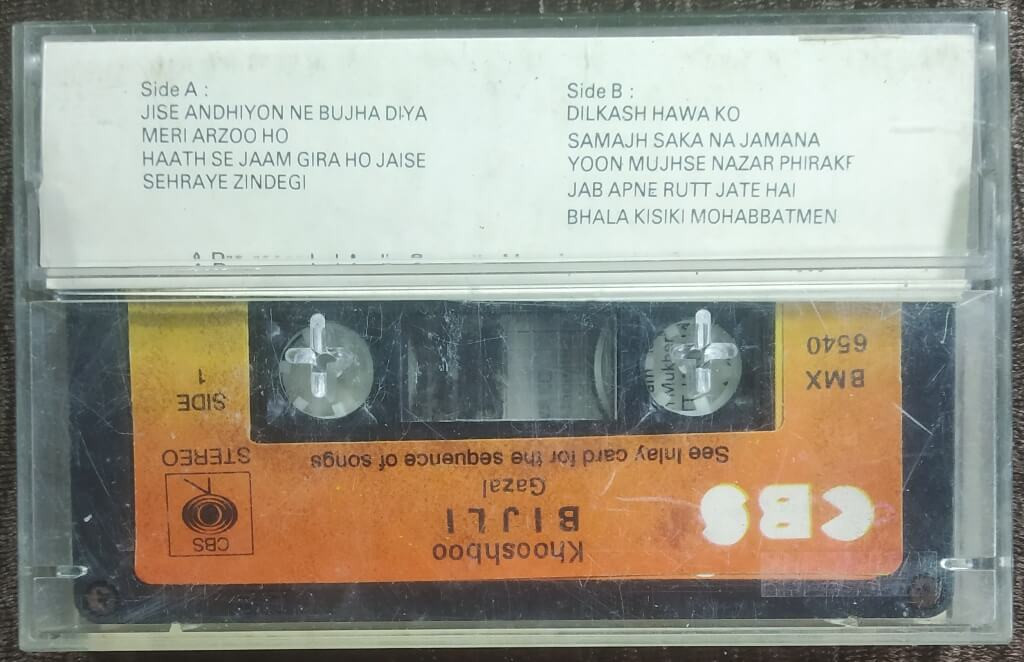 Side A :
JISE ANDHIYON NE BUJHA DIYA
MERI ARZOO HO
HAATH SE JAAM GIRA HO JAISE
SEHRAYE ZINDEGI
Side B :
DILKASH HAWA KO
SAMAJH SAKA NA JAMANA
YOON MUJHSE NAZAR PHIRAKE
JAB APNE RUTT JATE HAI
BHALA KISIKI MOHABBATMEN
CBS
Khooshboo
BIJLI
Gazal
See Inlay card for the sequence of songs
CBS
STEREO
SIDE
1
BMX
6540